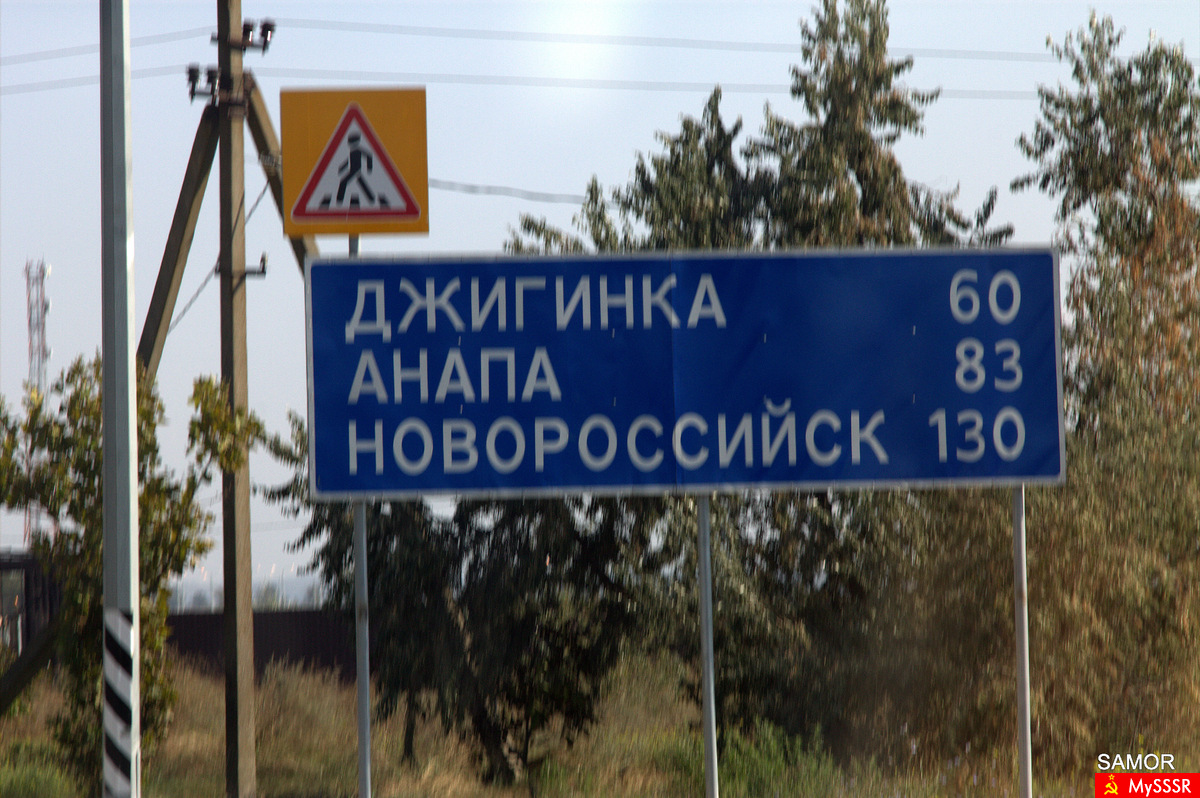 ДЖИГИНКА 60
АНАПА 83
НОВОРОССИЙСК 130
SAMOR
MySSSR